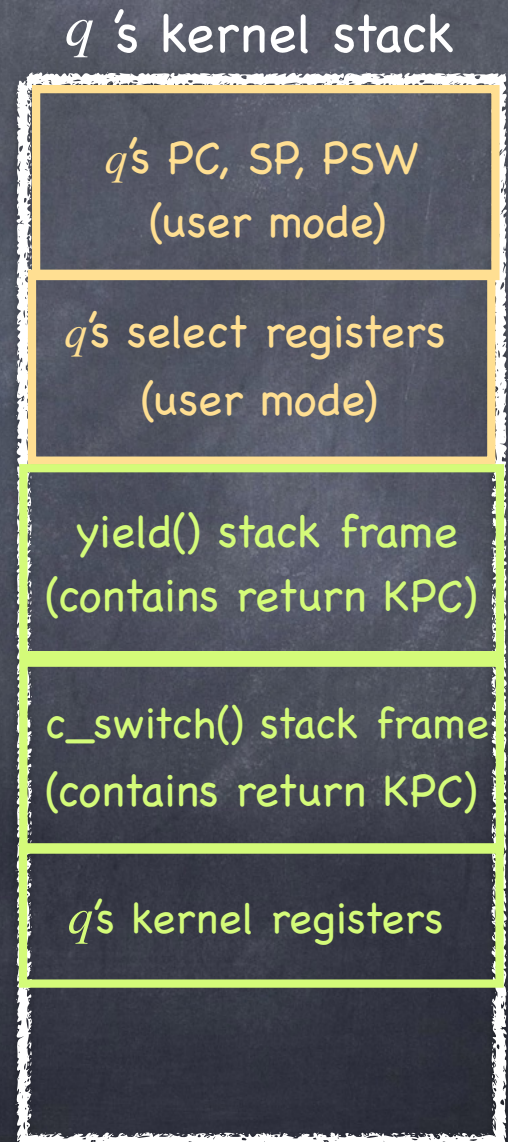 q's kernel stack
q's PC, SP, PSW
(user mode)
q's select registers
(user mode)
yield() stack frame
(contains return KPC)
c_switch() stack frame
(contains return KPC)
q's kernel registers